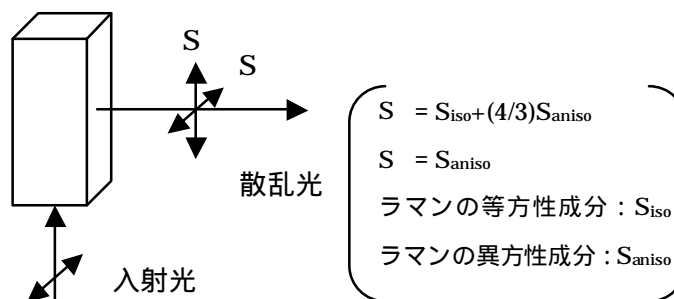 S
S
散乱光
入射光
S = Siso+(4/3)Saniso
S = Saniso
ラマンの等方性成分：Siso
ラマンの異方性成分：Saniso